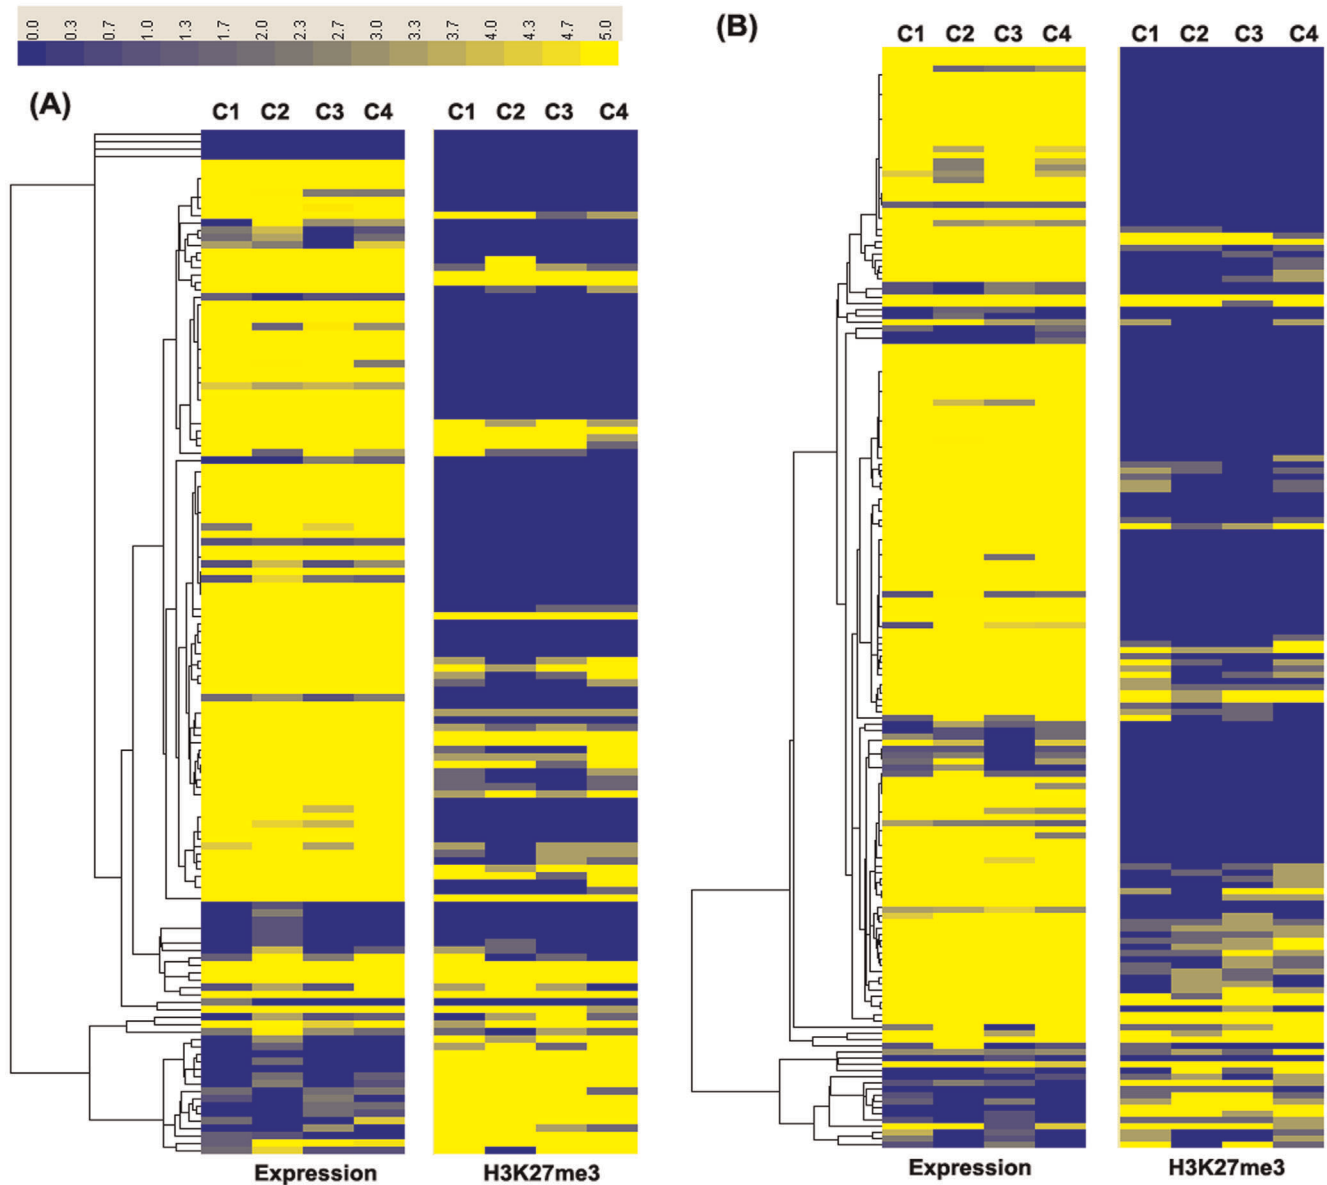 0.0 0.3 0.7 1.0 1.3 1.7 2.0 2.3 2.7 3.0 3.3 3.7 4.0 4.3 4.7 5.0
(A)
C1 C2 C3 C4 C1 C2 C3 C4
Expression H3K27me3
(B)
C1 C2 C3 C4 C1 C2 C3 C4
Expression H3K27me3